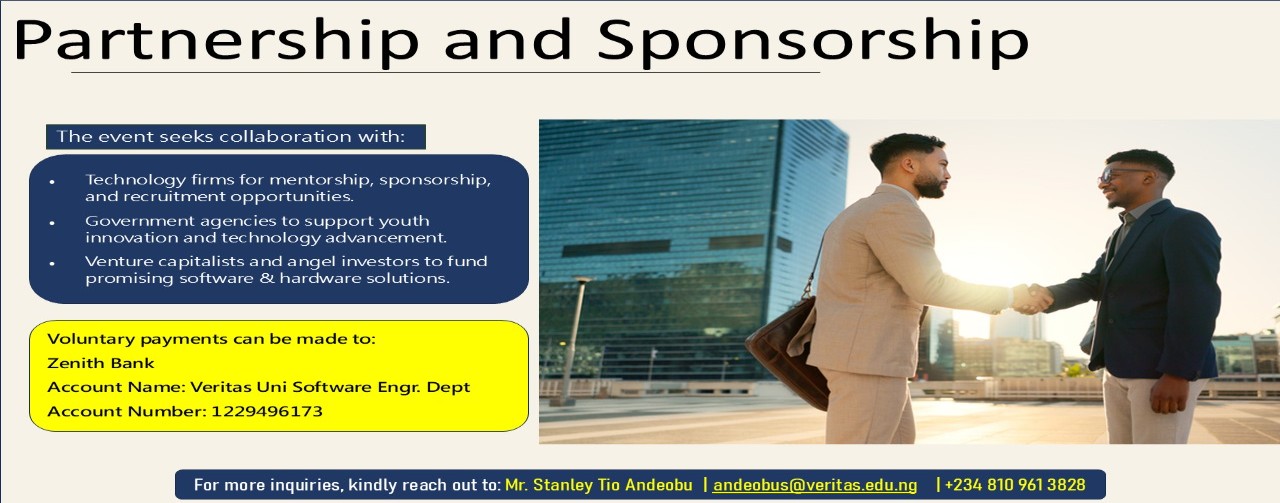 Partnership and Sponsorship
The event seeks collaboration with:
• Technology firms for mentorship, sponsorship,
and recruitment opportunities.
• Government agencies to support youth
innovation and technology advancement.
• Venture capitalists and angel investors to fund
promising software & hardware solutions.
Voluntary payments can be made to:
Zenith Bank
Account Name: Veritas Uni Software Engr. Dept
Account Number: 1229496173
For more inquiries, kindly reach out to: Mr. Stanley Tio Andeobu | andeobus@veritas.edu.ng | +234 810 961 3828